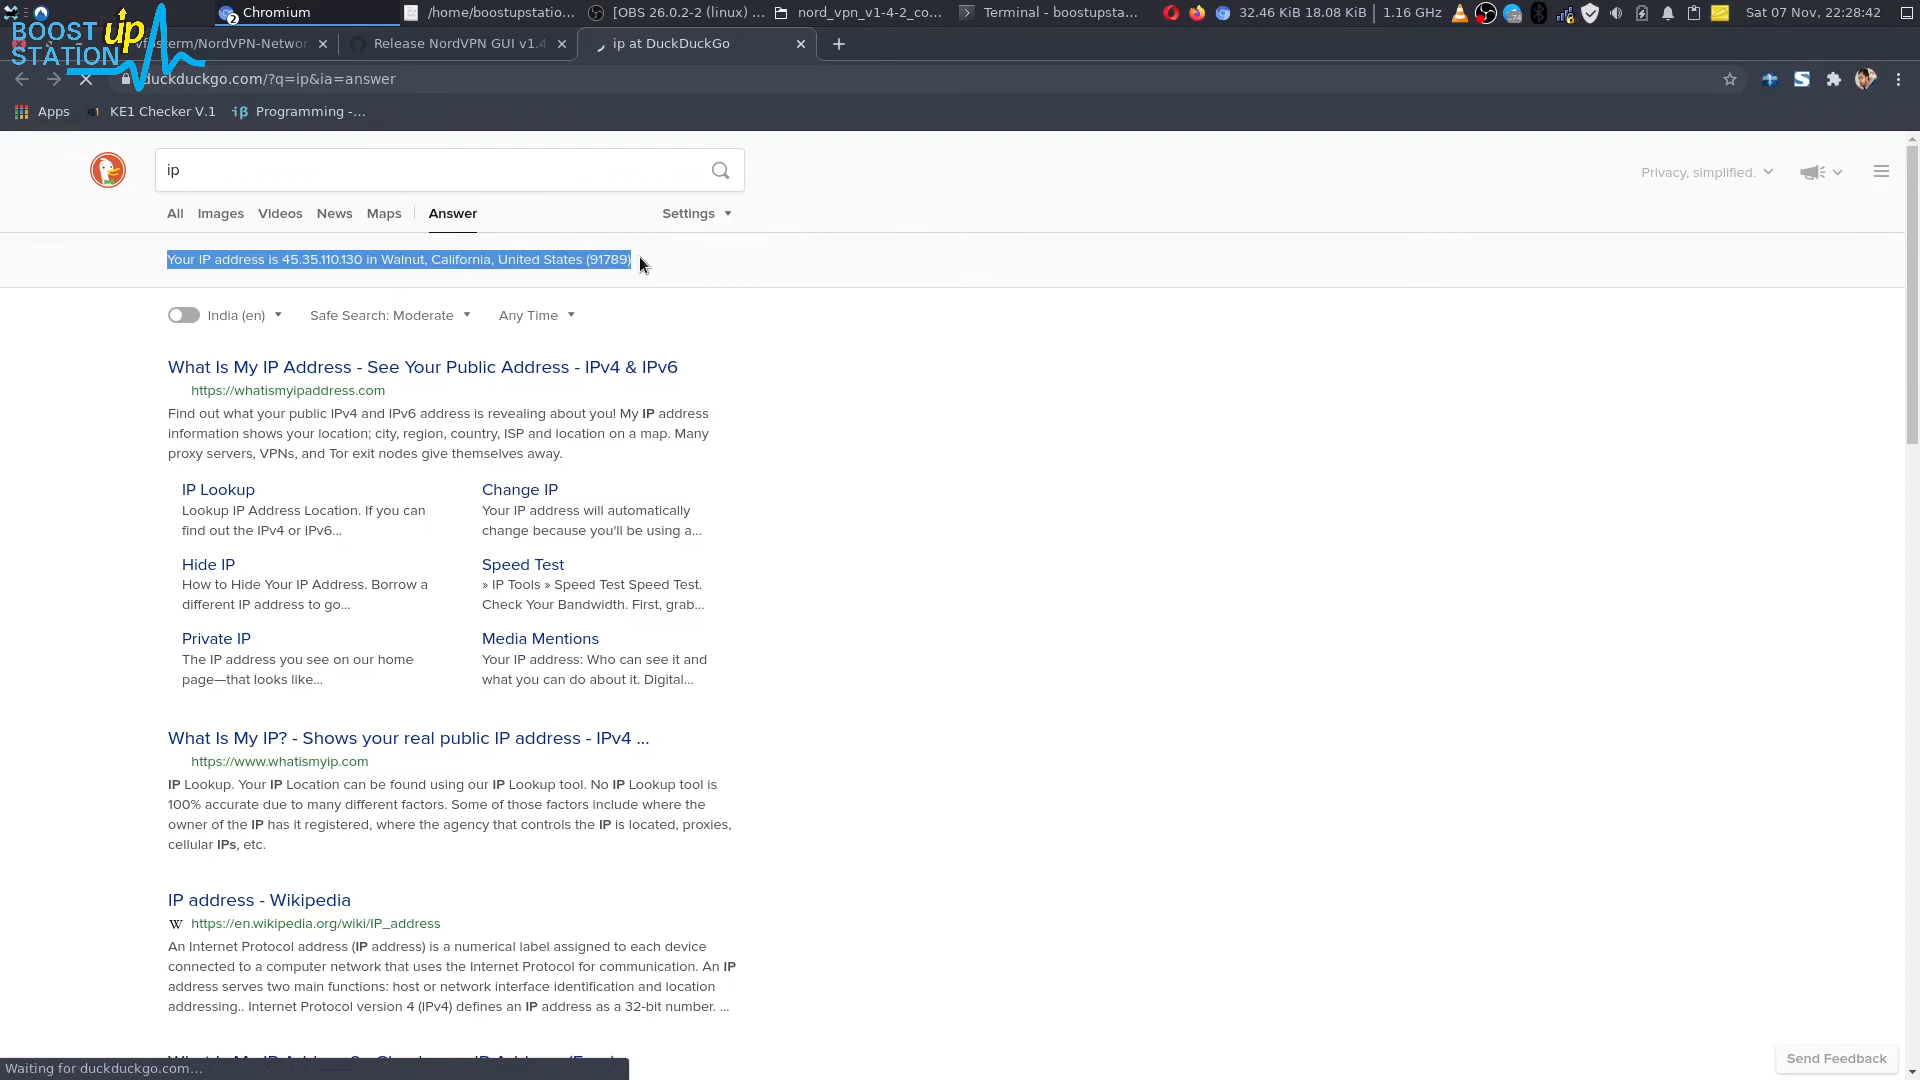 BOOST up
STATION
2
Chromium
/home/boostupstatio...
[OBS 26.0.2-2 (linux) ...
nord_vpn_v1-4-2_co...
Terminal - boostupsta...
32.46 KiB 18.08 KiB
1.16 GHz
74
Sat 07 Nov, 22:28:42
sterm/NordVPN-Networ
Release NordVPN GUI v1.4
ip at DuckDuckGo
duckduckgo.com/?q=ip&ia=answer
Apps
KE1 Checker V.1
iβ Programming -...
ip
Privacy, simplified.
All
Images
Videos
News
Maps
Answer
Settings
Your IP address is 45.35.110.130 in Walnut, California, United States (91789)
India (en)
Safe Search: Moderate
Any Time
What Is My IP Address - See Your Public Address - IPv4 & IPv6
https://whatismyipaddress.com
Find out what your public IPv4 and IPv6 address is revealing about you! My IP address
information shows your location; city, region, country, ISP and location on a map. Many
proxy servers, VPNs, and Tor exit nodes give themselves away.
IP Lookup
Lookup IP Address Location. If you can
find out the IPv4 or IPv6...
Change IP
Your IP address will automatically
change because you'll be using a...
Hide IP
How to Hide Your IP Address. Borrow a
different IP address to go...
Speed Test
» IP Tools » Speed Test Speed Test.
Check Your Bandwidth. First, grab...
Private IP
The IP address you see on our home
page—that looks like...
Media Mentions
Your IP address: Who can see it and
what you can do about it. Digital...
What Is My IP? - Shows your real public IP address - IPv4 ...
https://www.whatismyip.com
IP Lookup. Your IP Location can be found using our IP Lookup tool. No IP Lookup tool is
100% accurate due to many different factors. Some of those factors include where the
owner of the IP has it registered, where the agency that controls the IP is located, proxies,
cellular IPs, etc.
IP address - Wikipedia
W https://en.wikipedia.org/wiki/IP_address
An Internet Protocol address (IP address) is a numerical label assigned to each device
connected to a computer network that uses the Internet Protocol for communication. An IP
address serves two main functions: host or network interface identification and location
addressing.. Internet Protocol version 4 (IPv4) defines an IP address as a 32-bit number. ...
Waiting for duckduckgo.com...
Send Feedback